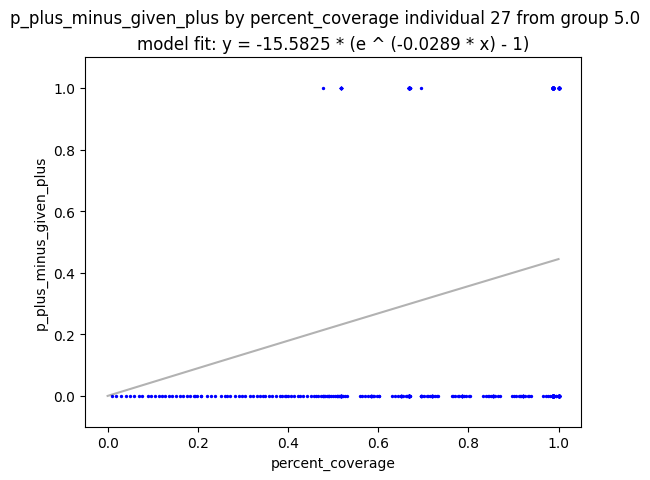 p_plus_minus_given_plus by percent_coverage individual 27 from group 5.0
model fit: y = -15.5825 * (e ^ (-0.0289 * x) - 1)
1.0
0.8
0.6
0.4
0.2
0.0
p_plus_minus_given_plus
0.0 0.2 0.4 0.6 0.8 1.0
percent_coverage